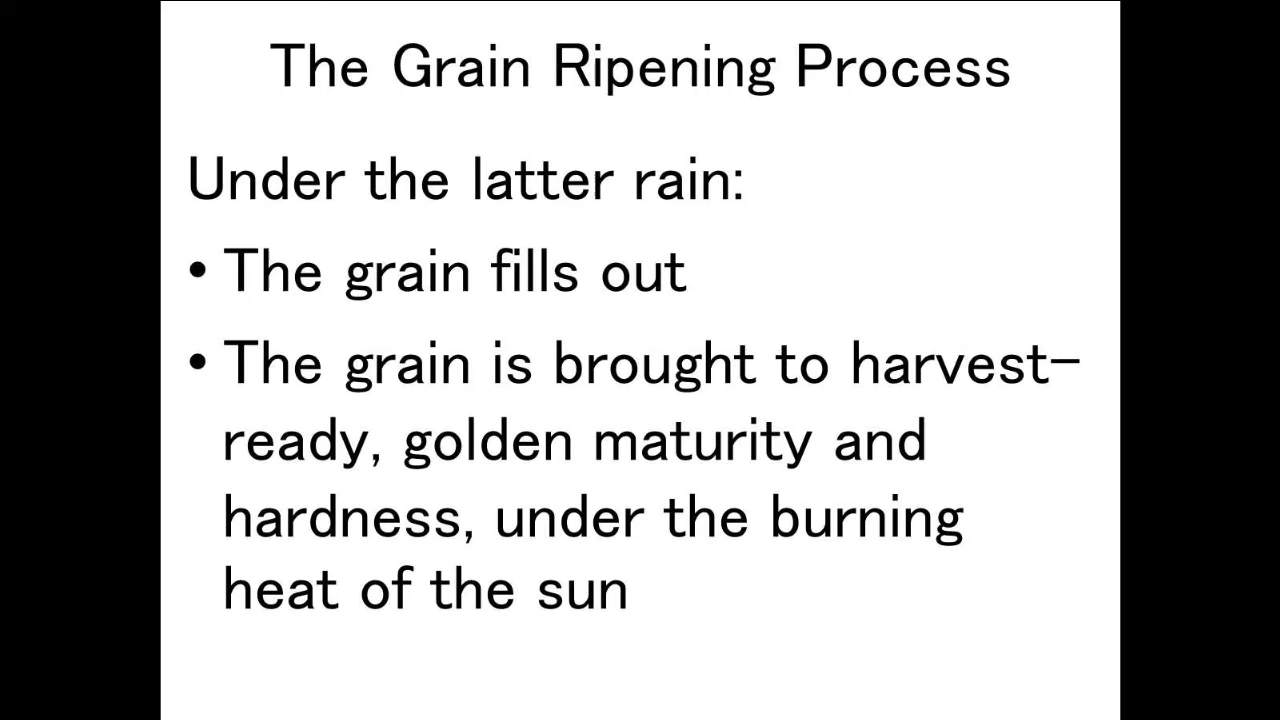 The Grain Ripening Process
Under the latter rain:
• The grain fills out
• The grain is brought to harvest-
ready, golden maturity and
hardness, under the burning
heat of the sun